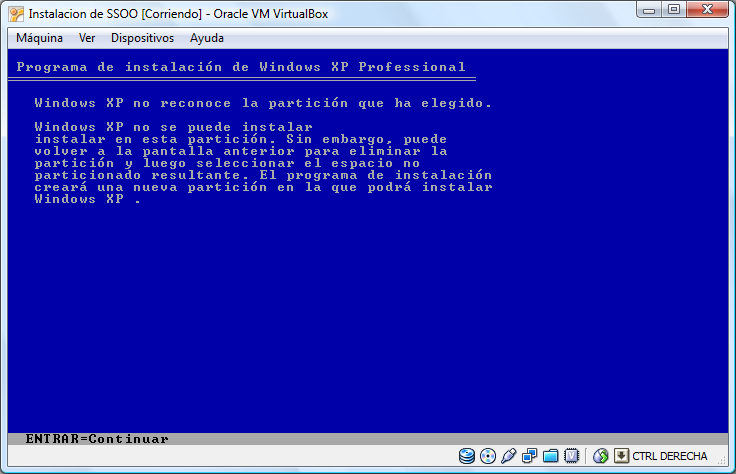 Instalacion de SSOO [Corriendo] - Oracle VM VirtualBox
Máquina Ver Dispositivos Ayuda
Programa de instalación de Windows XP Professional
Windows XP no reconoce la partición que ha elegido.
Windows XP no se puede instalar
instalar en esta partición. Sin embargo, puede
volver a la pantalla anterior para eliminar la
partición y luego seleccionar el espacio no
particionado resultante. El programa de instalación
creará una nueva partición en la que podrá instalar
Windows XP .
ENTRAR=Continuar
CTRL DERECHA